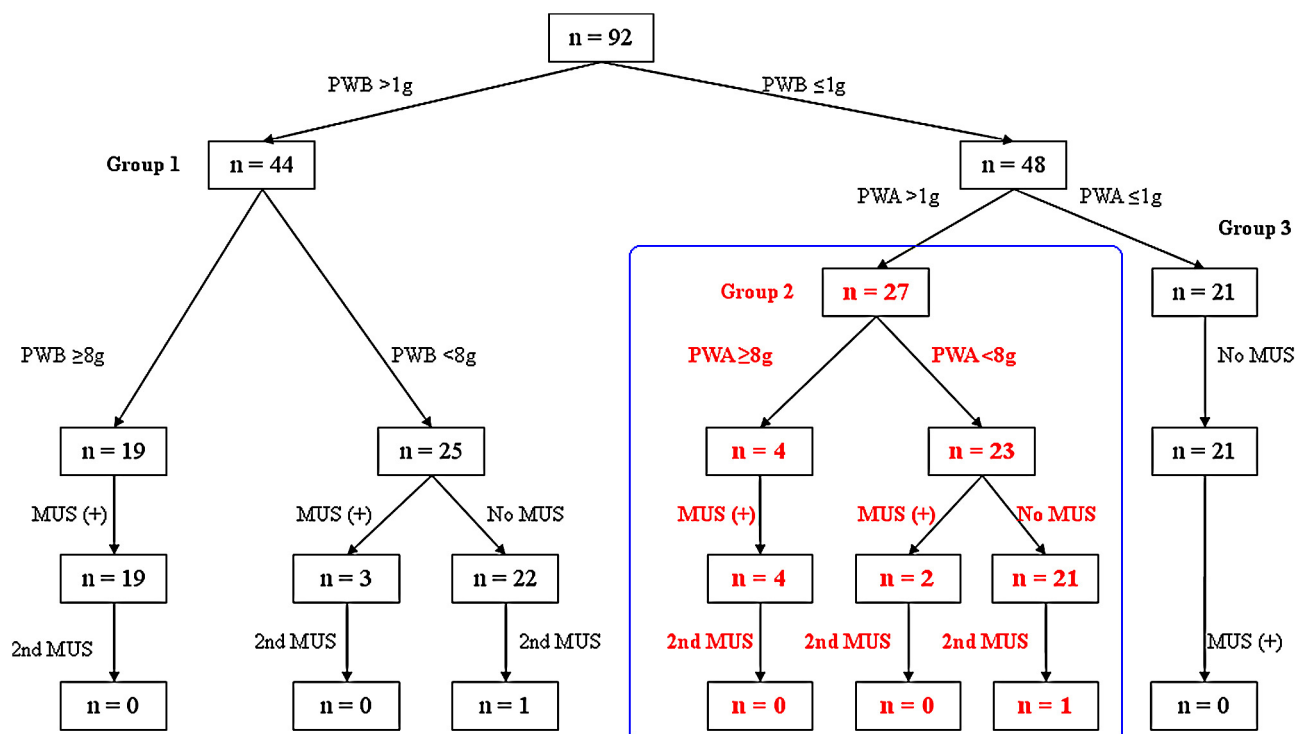 n = 92
PWB >1g
PWB ≤1g
Group 1
n = 44
n = 48
PWA >1g
PWA ≤1g
Group 3
Group 2
n = 27
n = 21
PWB ≥8g
PWB <8g
PWA ≥8g
PWA <8g
No MUS
n = 19
n = 25
n = 4
n = 23
n = 21
MUS (+)
MUS (+)
No MUS
MUS (+)
MUS (+)
No MUS
n = 19
n = 3
n = 22
n = 4
n = 2
n = 21
2nd MUS
2nd MUS
2nd MUS
2nd MUS
2nd MUS
2nd MUS
MUS (+)
n = 0
n = 0
n = 1
n = 0
n = 0
n = 1
n = 0